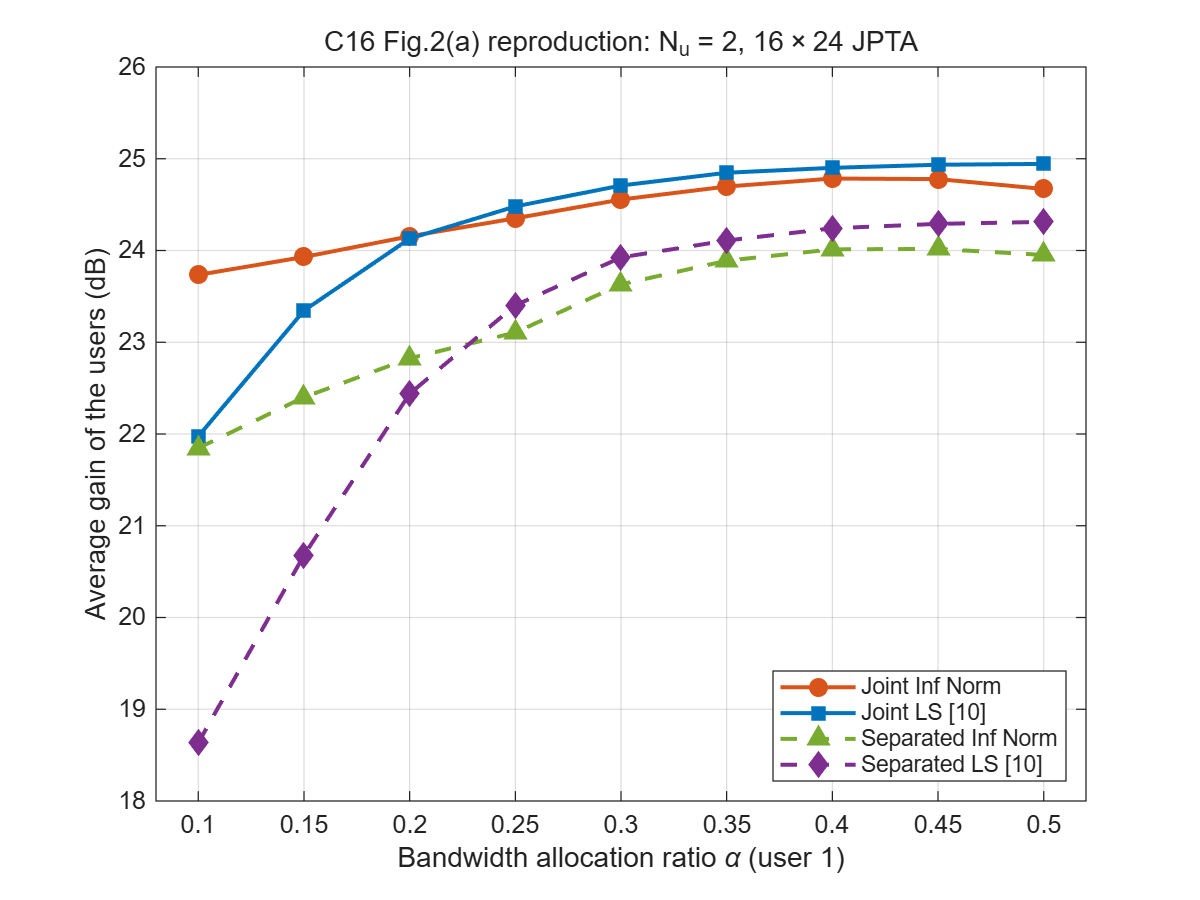 C16 Fig.2(a) reproduction: Nu = 2, 16 × 24 JPTA
26
25
24
23
22
21
20
19
18
Average gain of the users (dB)
Joint Inf Norm
Joint LS [10]
Separated Inf Norm
Separated LS [10]
0.1 0.15 0.2 0.25 0.3 0.35 0.4 0.45 0.5
Bandwidth allocation ratio α (user 1)